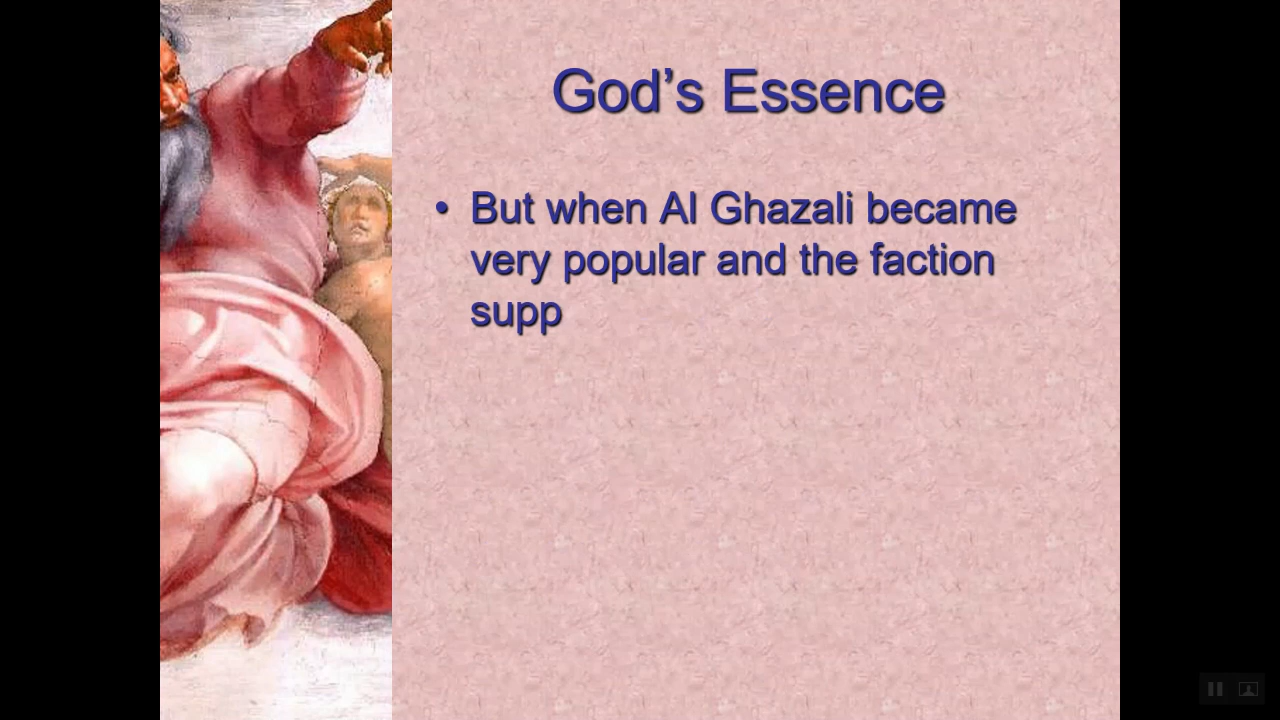 God’s Essence
• But when Al Ghazali became
very popular and the faction
supp